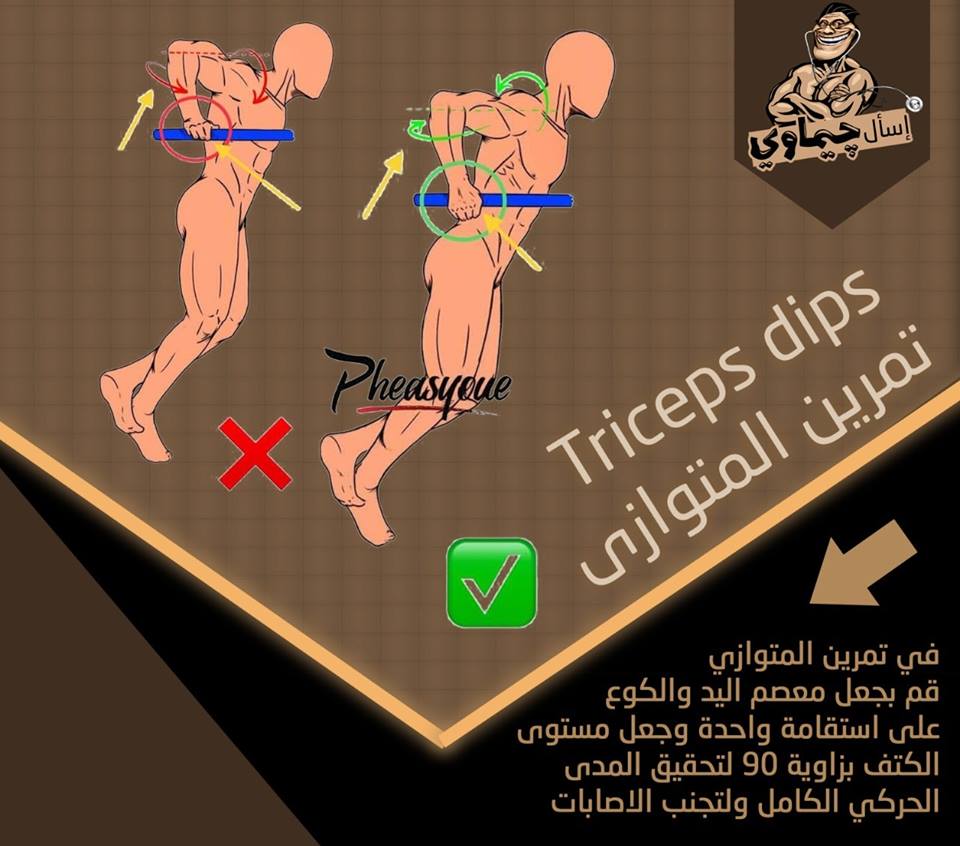 إسأل چيماوي
Pheasyque
Triceps dips
تمرين المتوازى
في تمرين المتوازي
قم بجعل معصم اليد والكوع
على استقامة واحدة وجعل مستوى
الكتف بزاوية 90 لتحقيق المدى
الحركي الكامل ولتجنب الاصابات